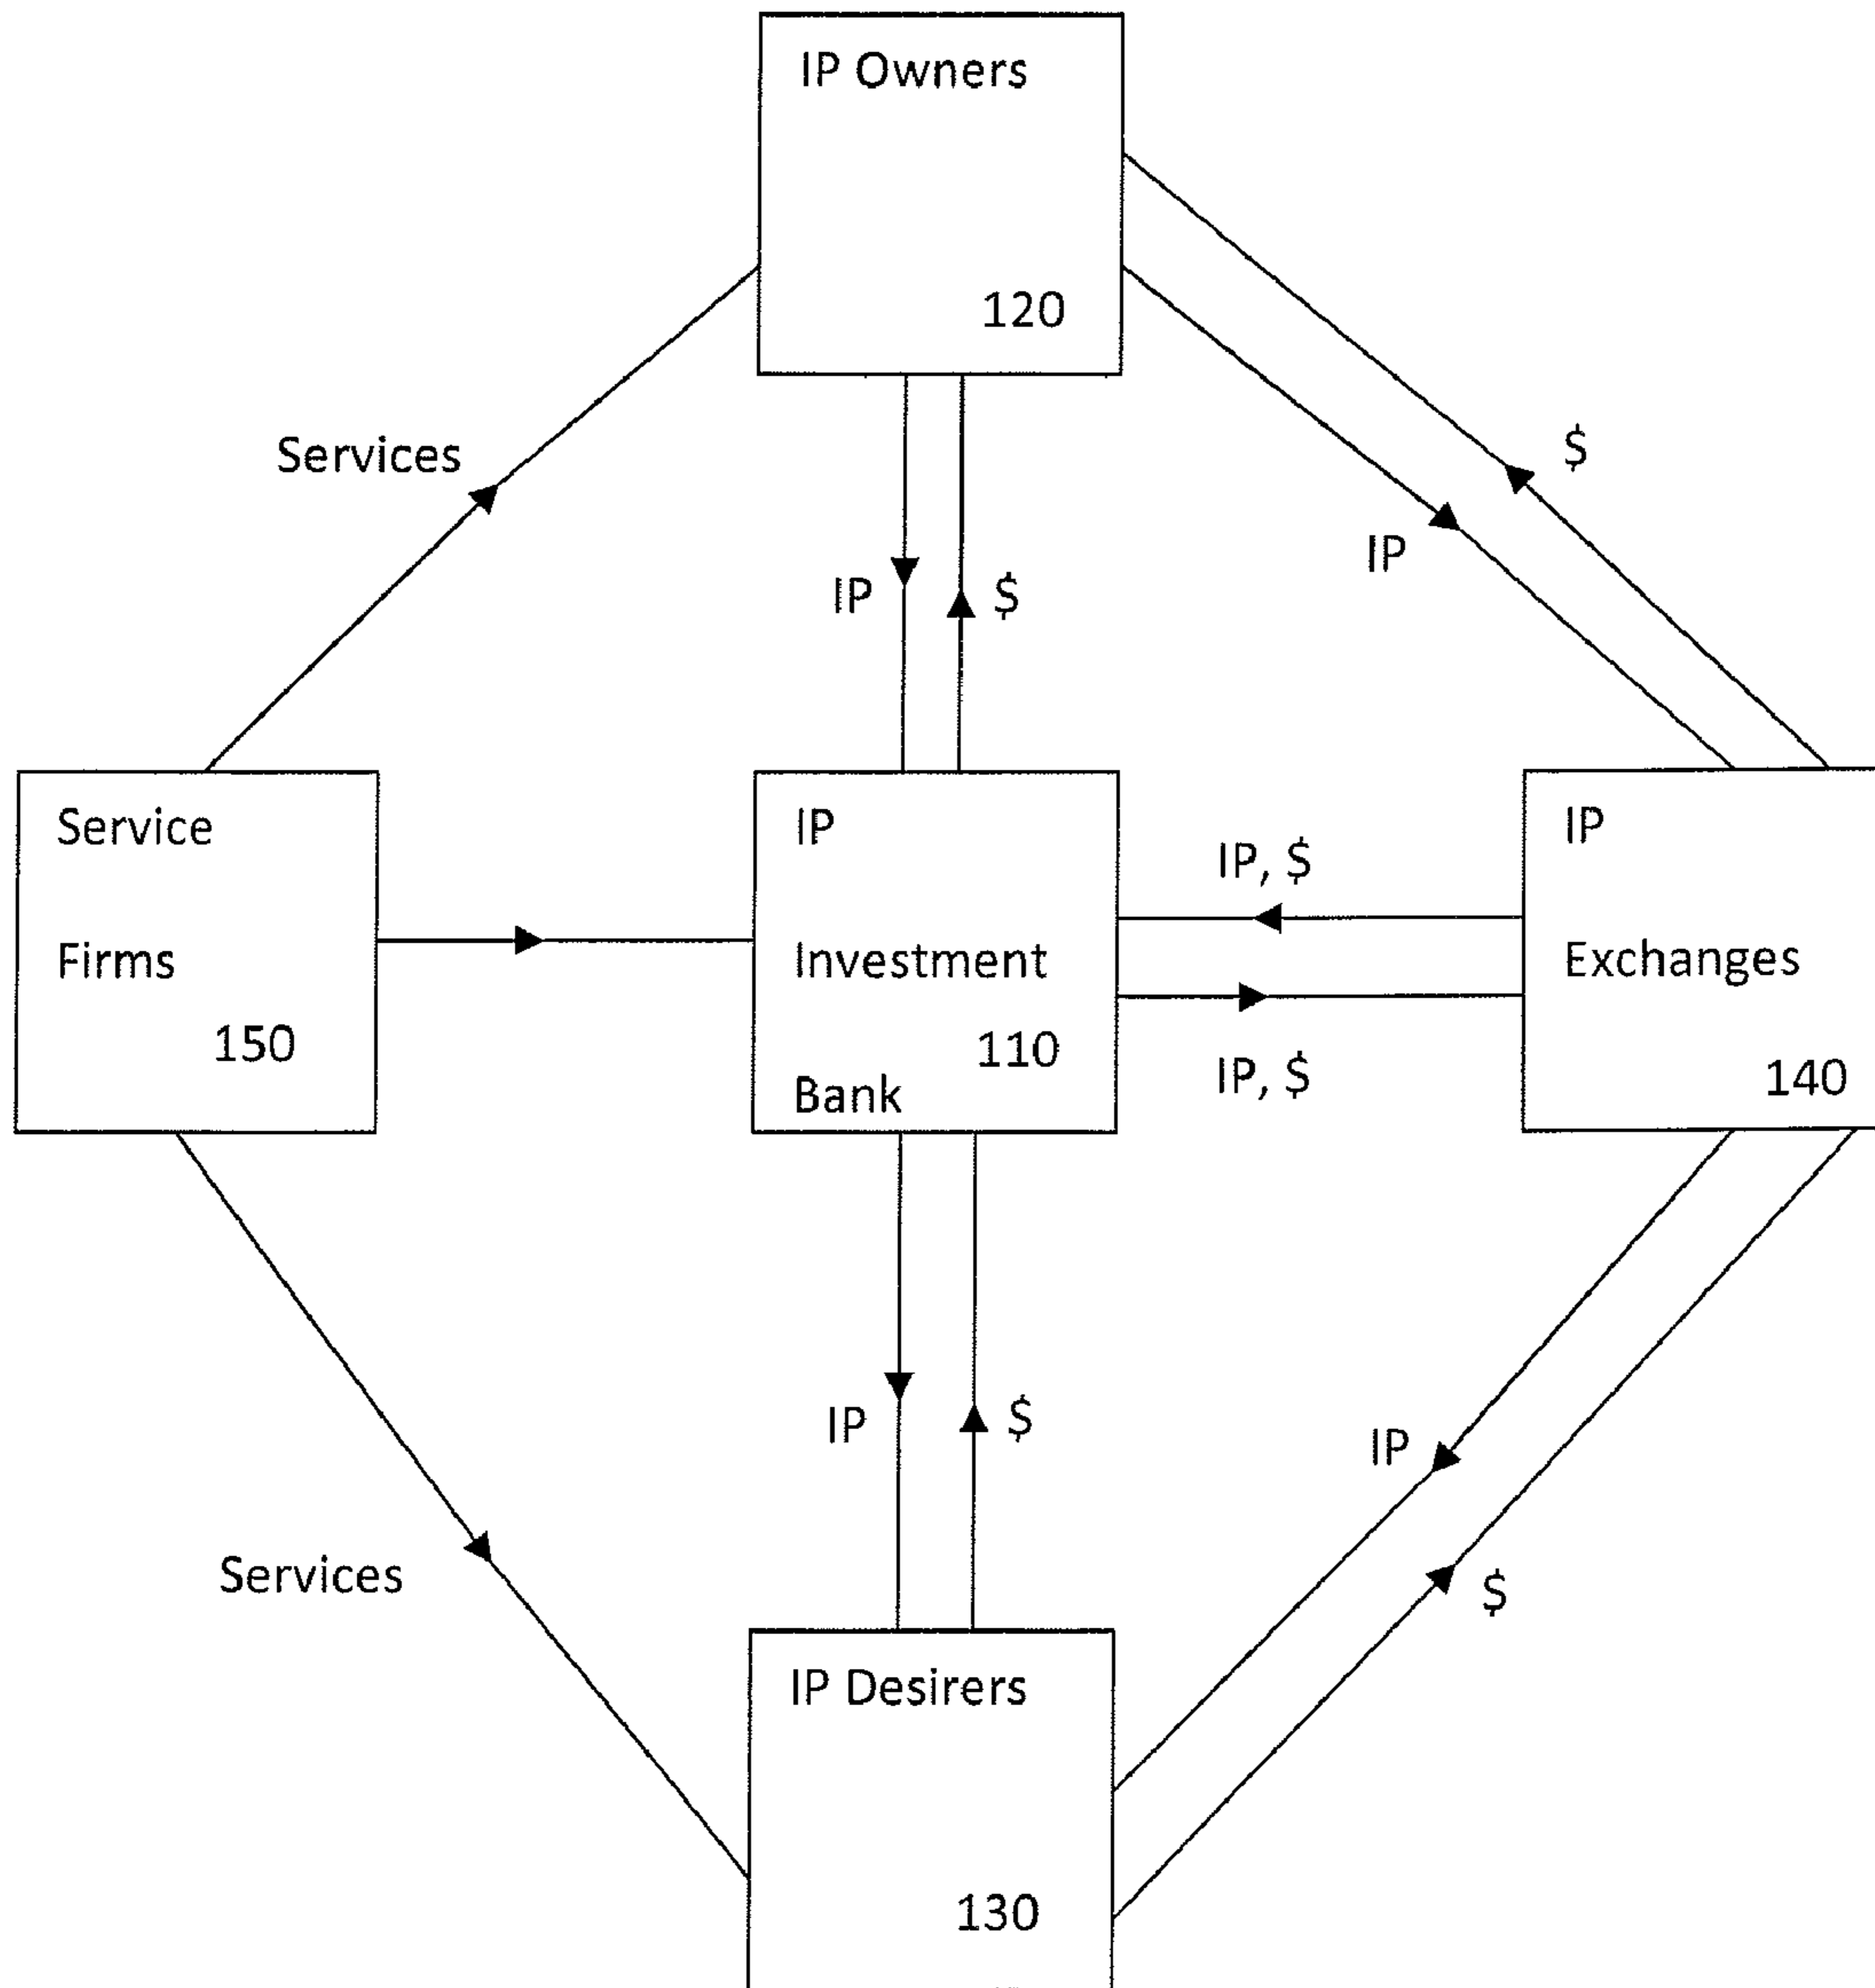 IP Owners
120
Services
$
IP
IP
$
Service
Firms
150
IP
Investment
110
Bank
IP, $
IP, $
IP
Exchanges
140
IP
$
IP
$
Services
IP Desirers
130